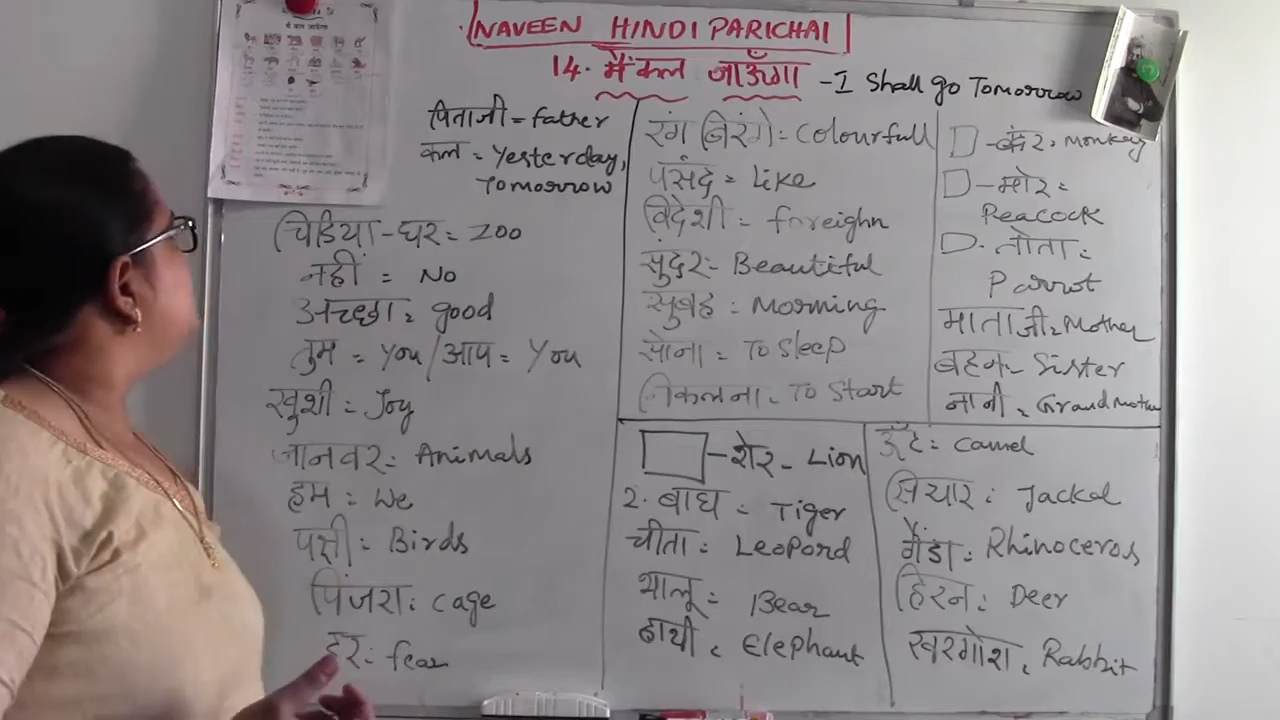 NAVEEN HINDI PARICHAI
14. मैं कल जाऊँगा - I Shall go Tomorrow
पिताजी = Father
कल = Yesterday,
Tomorrow
चिडिया-घर = Zoo
नहीं = No
अच्छा = good
तुम = You / आप = You
खुशी = Joy
जानवर = Animals
हम = We
पक्षी = Birds
पिंजरा = Cage
डर = fear
रंग (बिरंगे) = Colourfull
पसंद = Like
विदेशी = foreighn
सुंदर = Beautiful
सुबह = Morning
सोना = To Sleep
निकलना = To Start
बंदर = Monkey
मोर =
Peacock
तोता =
Parrot
माताजी = Mother
बहन = Sister
नानी = Grand Mother
शेर - Lion
2. बाघ = Tiger
चीता = Leopord
भालू = Bear
हाथी = Elephant
ऊँट = Camel
सियार = Jackal
गैंडा = Rhinoceros
हिरन = Deer
खरगोश = Rabbit